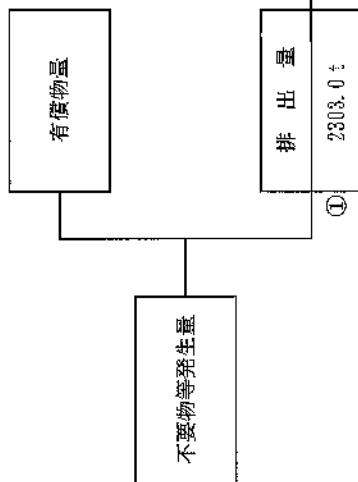 有償物量
不要物等発生量
排出量
2303.0 t
①